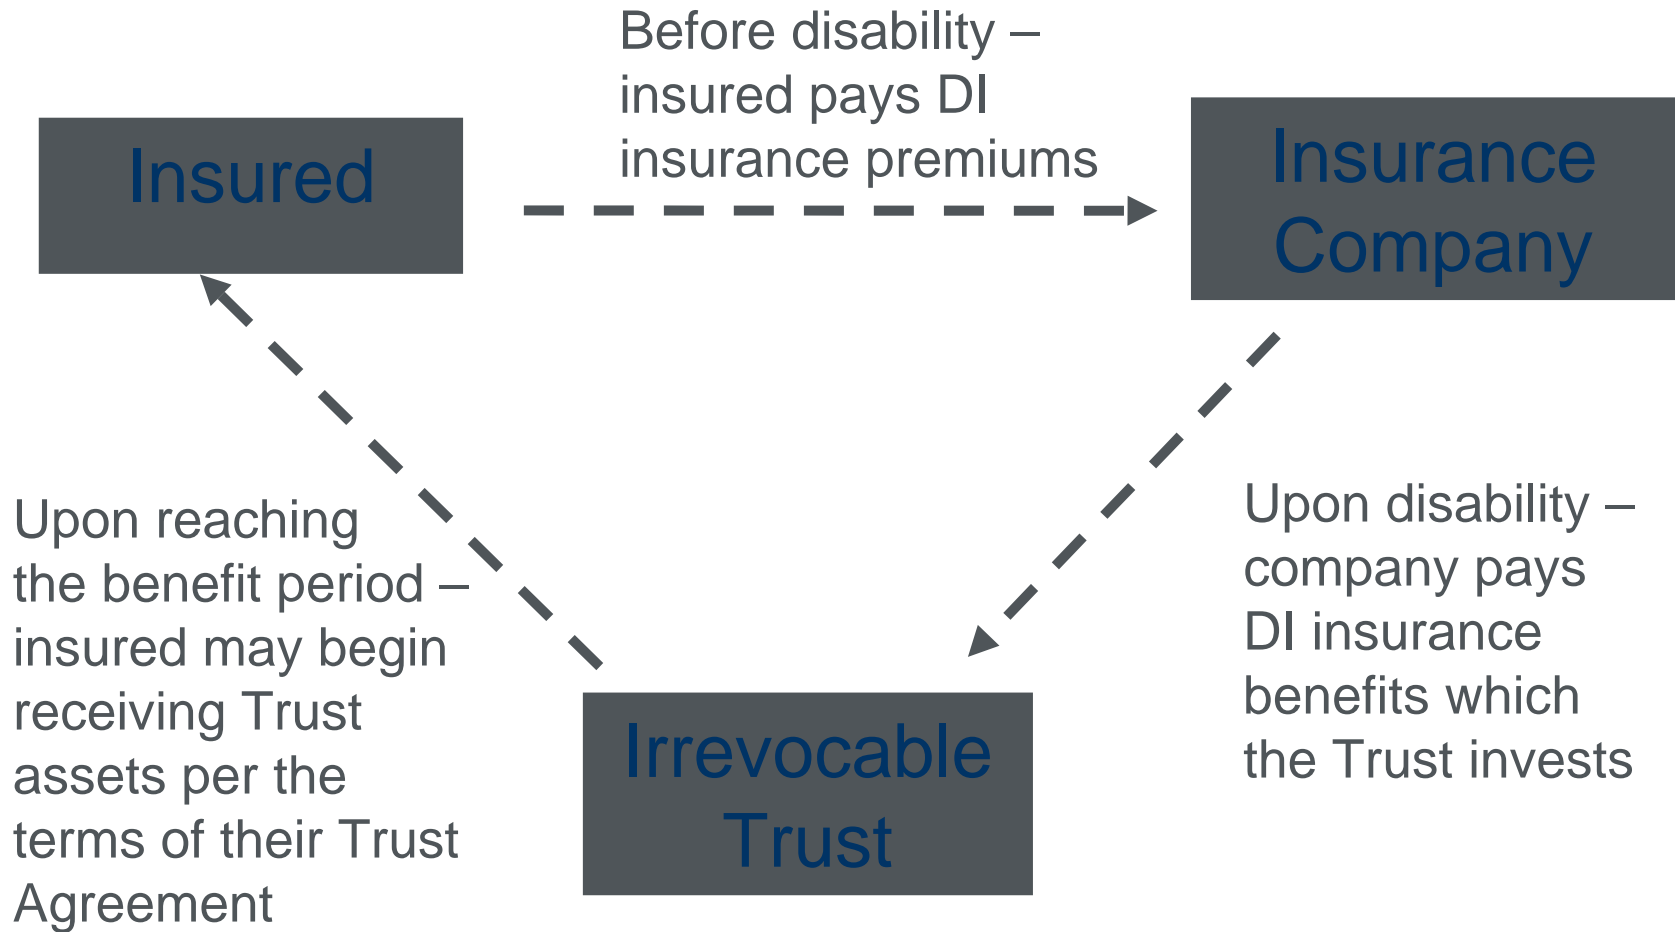 Before disability –
insured pays DI
insurance premiums
Insured
Insurance
Company
Upon reaching
the benefit period –
insured may begin
receiving Trust
assets per the
terms of their Trust
Agreement
Upon disability –
company pays
DI insurance
benefits which
the Trust invests
Irrevocable
Trust